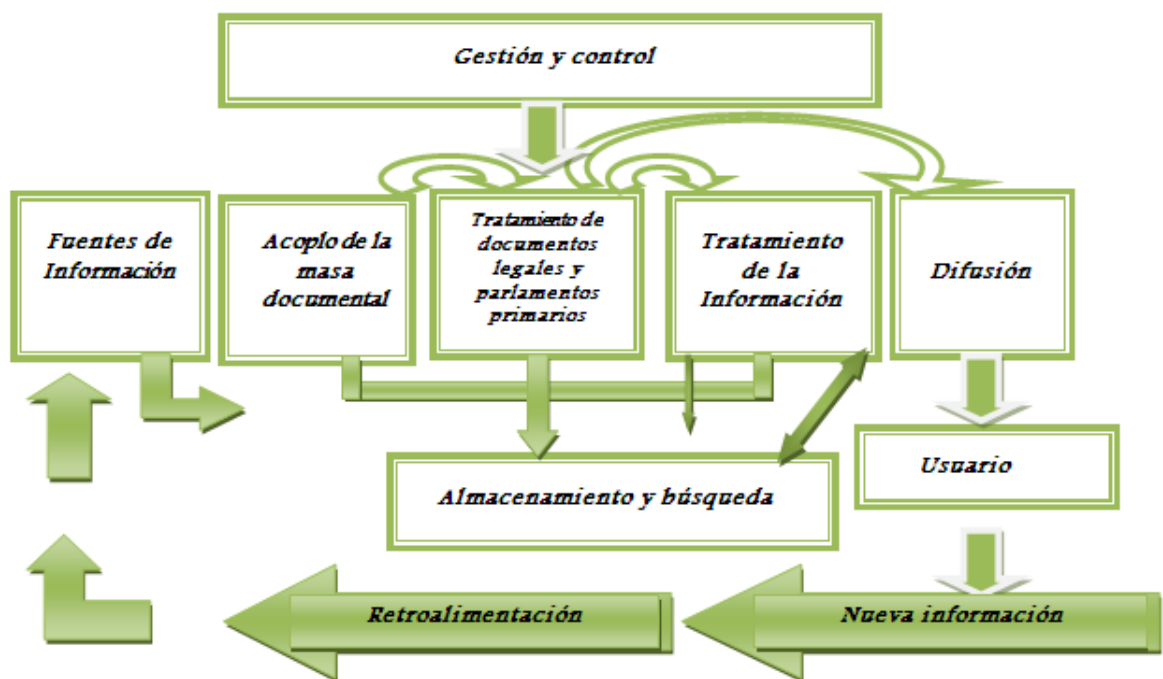 Gestión y control
Fuentes de
Información
Acoplo de la
masa
documental
Tratamiento de
documentos
legales y
parlamentos
primarios
Tratamiento
de la
Información
Difusión
Usuario
Almacenamiento y búsqueda
Retroalimentación
Nueva información